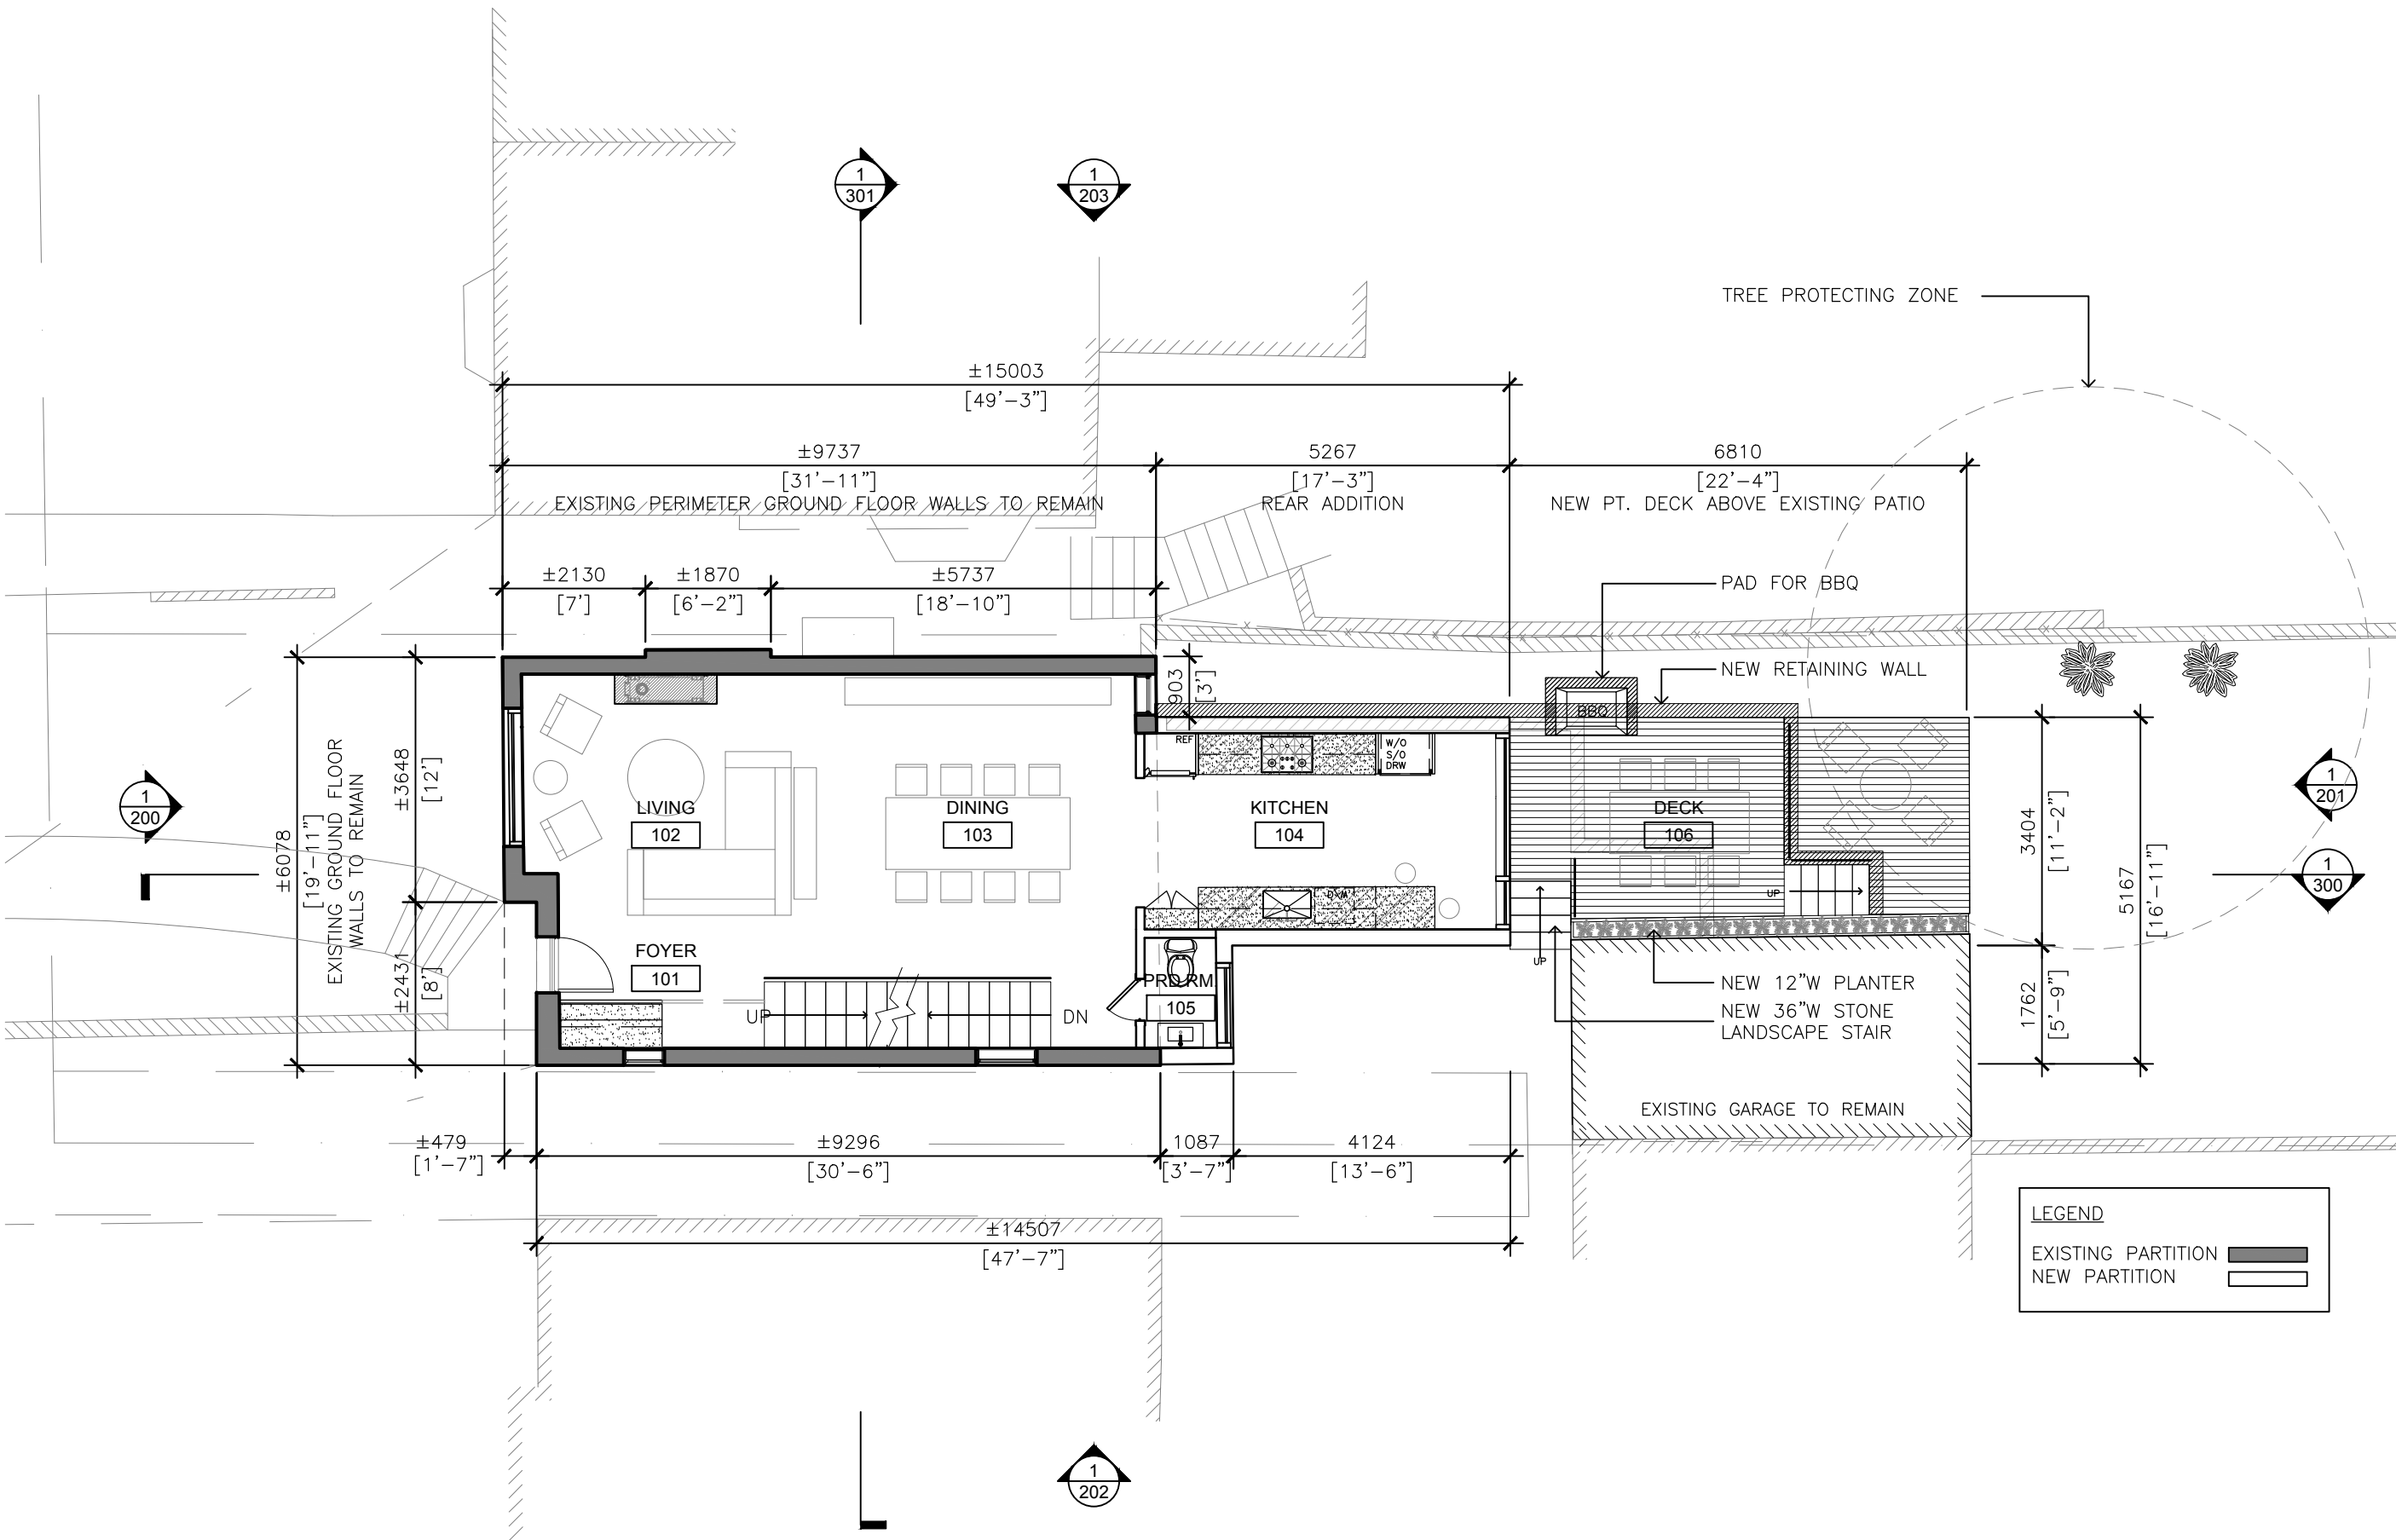 1
301
1
203
TREE PROTECTING ZONE
±15003
[49'-3"]
±9737
[31'-11"]
EXISTING PERIMETER GROUND FLOOR WALLS TO REMAIN
5267
[17'-3"]
REAR ADDITION
6810
[22'-4"]
NEW PT. DECK ABOVE EXISTING PATIO
±2130
[7']
±1870
[6'-2"]
±5737
[18'-10"]
PAD FOR BBQ
NEW RETAINING WALL
903
[3']
BBQ
REF
W/O
S/O
DRW
±6078
[19'-11"]
EXISTING GROUND FLOOR
WALLS TO REMAIN
±3648
[12']
±2431
[8']
1
200
LIVING
102
DINING
103
KITCHEN
104
DECK
106
1
201
1
300
3404
[11'-2"]
5167
[16'-11"]
1762
[5'-9"]
UP
D/W
FOYER
101
PRD RM.
105
UP
DN
UP
NEW 12"W PLANTER
NEW 36"W STONE
LANDSCAPE STAIR
EXISTING GARAGE TO REMAIN
±479
[1'-7"]
±9296
[30'-6"]
1087
[3'-7"]
4124
[13'-6"]
±14507
[47'-7"]
LEGEND
EXISTING PARTITION
NEW PARTITION
1
202